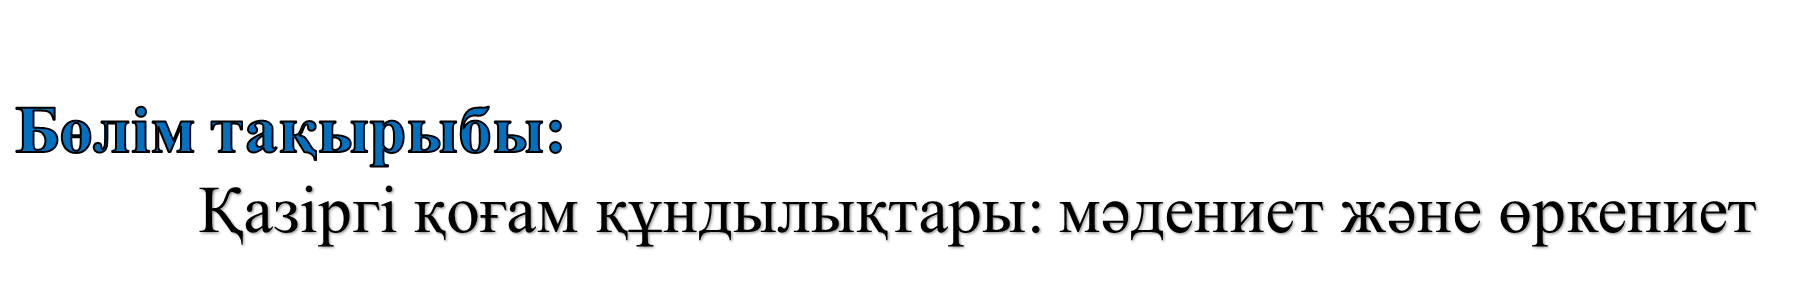 Бөлім тақырыбы:
Қазіргі қоғам құндылықтары: мәдениет және өркениет